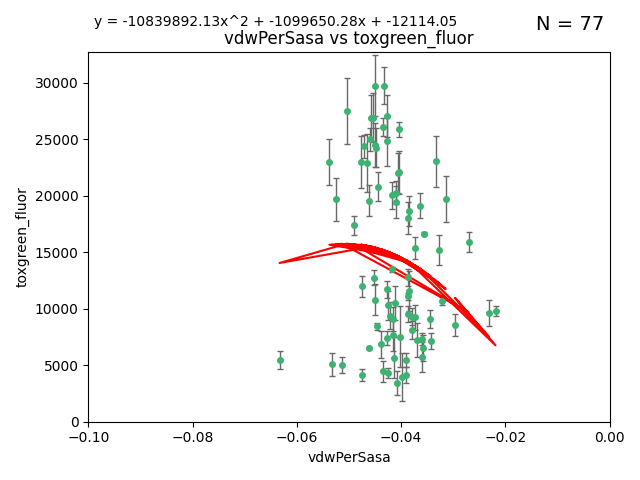 y = -10839892.13x^2 + -1099650.28x + -12114.05
N = 77
vdwPerSasa vs toxgreen_fluor
30000
25000
20000
15000
10000
5000
0
toxgreen_fluor
−0.10
−0.08
−0.06
−0.04
−0.02
0.00
vdwPerSasa